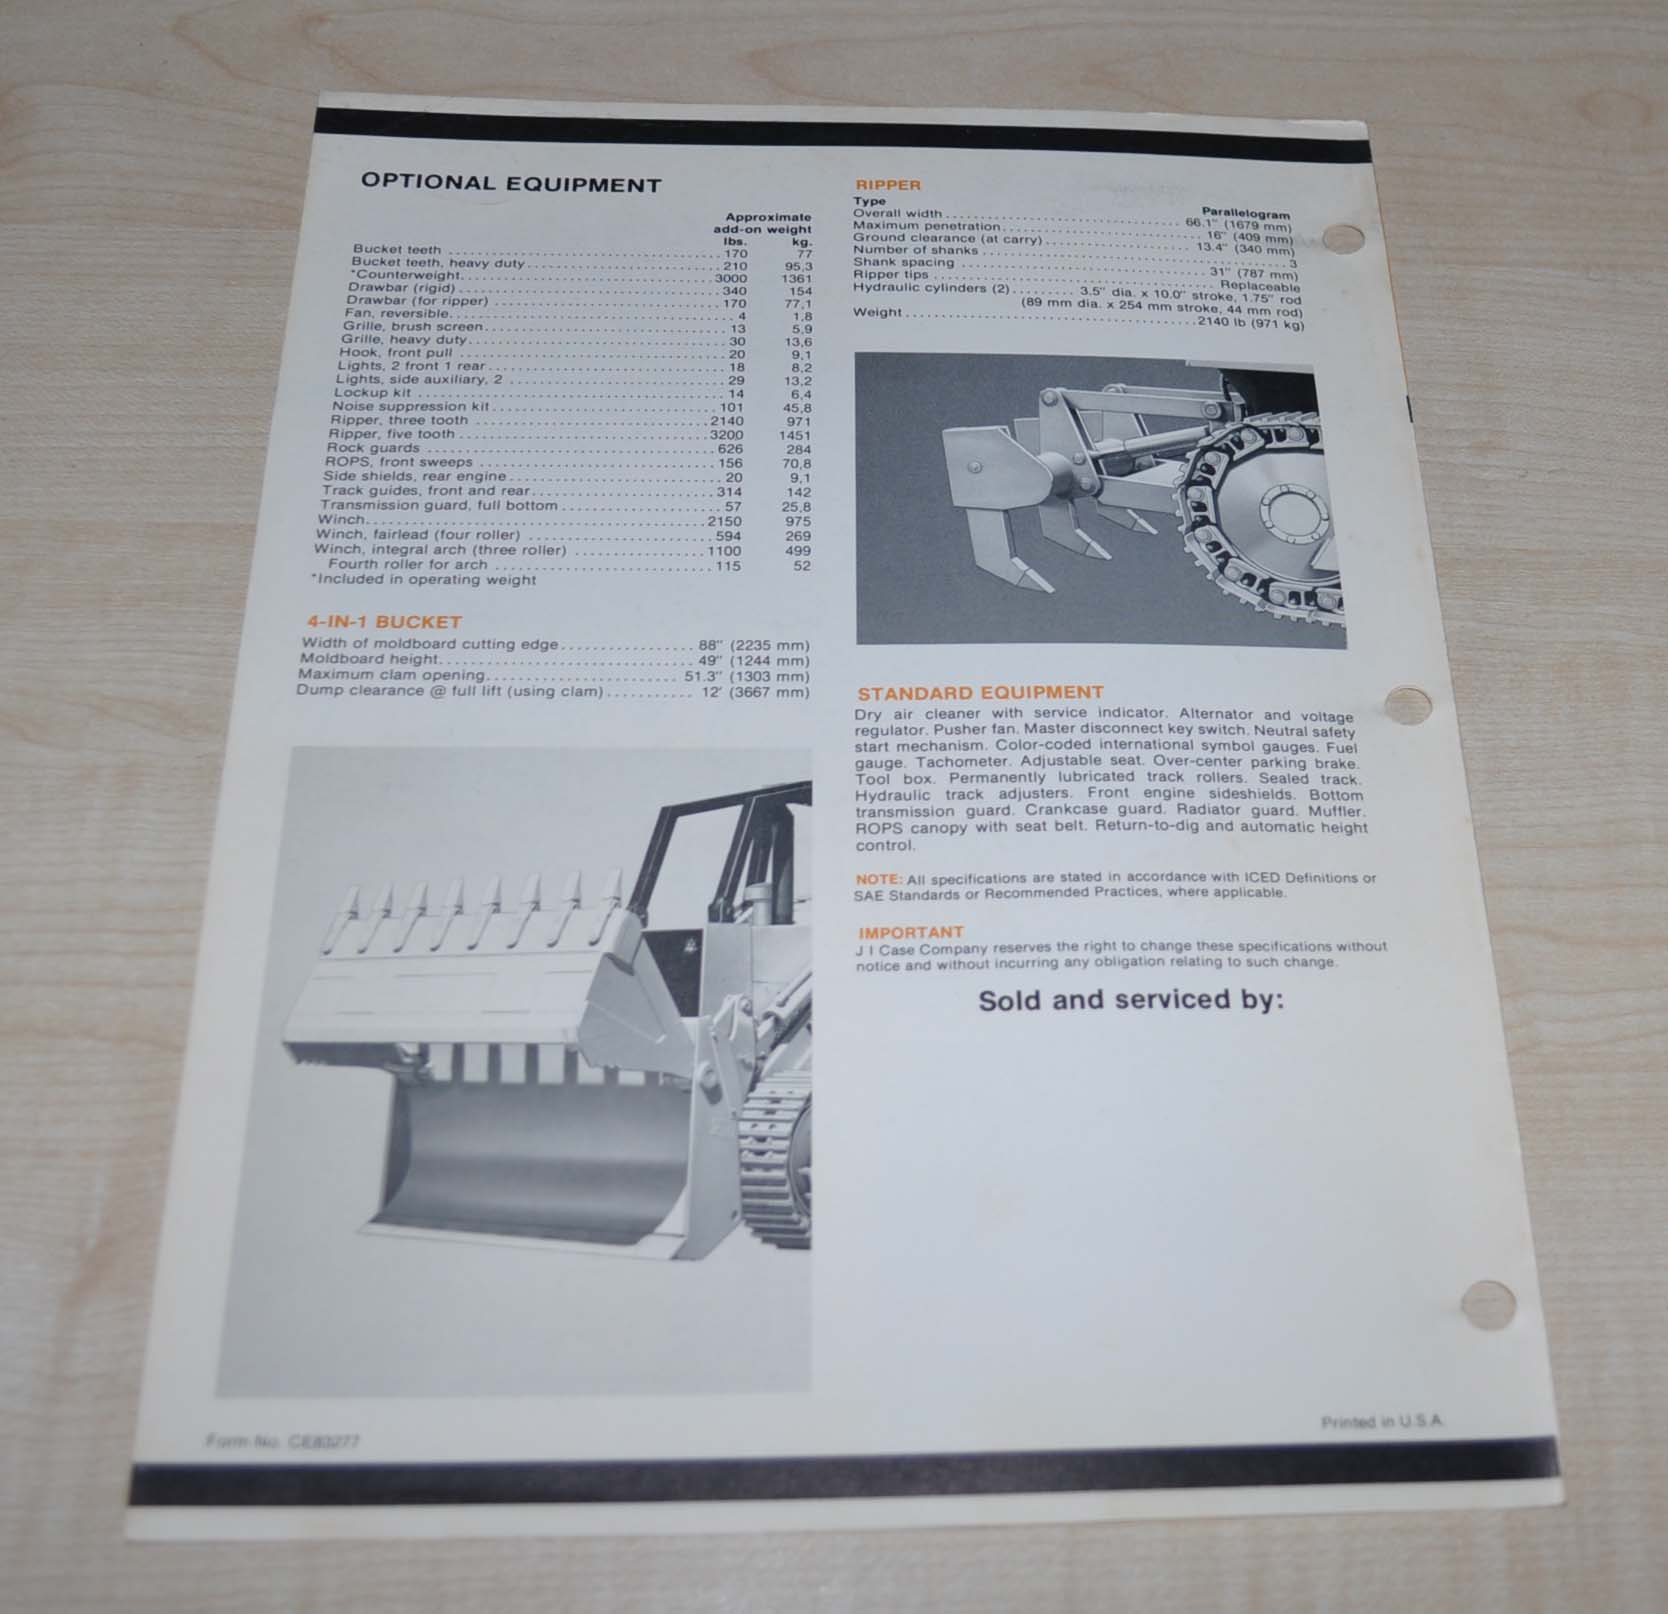 OPTIONAL EQUIPMENT
Approximate
add-on weight
lbs. kg.
Bucket teeth 170 77
Bucket teeth, heavy duty 210 95,3
*Counterweight 3000 1361
Drawbar (rigid) 340 154
Drawbar (for ripper) 170 77,1
Fan, reversible 4 1,8
Grille, brush screen 13 5,9
Grille, heavy duty 30 13,6
Hook, front pull 20 9,1
Lights, 2 front 1 rear 18 8,2
Lights, side auxiliary, 2 29 13,2
Lockup kit 14 6,4
Noise suppression kit 101 45,8
Ripper, three tooth 2140 971
Ripper, five tooth 3200 1451
Rock guards 626 284
ROPS, front sweeps 156 70,8
Side shields, rear engine 20 9,1
Track guides, front and rear 314 142
Transmission guard, full bottom 57 25,8
Winch 2150 975
Winch, fairlead (four roller) 594 269
Winch, integral arch (three roller) 1100 499
Fourth roller for arch 115 52
*Included in operating weight
4-IN-1 BUCKET
Width of moldboard cutting edge 88" (2235 mm)
Moldboard height 49" (1244 mm)
Maximum clam opening 51.3" (1303 mm)
Dump clearance @ full lift (using clam) 12' (3667 mm)
RIPPER
Type Parallelogram
Overall width 66.1" (1679 mm)
Maximum penetration 16" (409 mm)
Ground clearance (at carry) 13.4" (340 mm)
Number of shanks 3
Shank spacing 31" (787 mm)
Ripper tips Replaceable
Hydraulic cylinders (2) 3.5" dia. x 10.0" stroke, 1.75" rod
(89 mm dia. x 254 mm stroke, 44 mm rod)
Weight 2140 lb (971 kg)
STANDARD EQUIPMENT
Dry air cleaner with service indicator. Alternator and voltage
regulator. Pusher fan. Master disconnect key switch. Neutral safety
start mechanism. Color-coded international symbol gauges. Fuel
gauge. Tachometer. Adjustable seat. Over-center parking brake.
Tool box. Permanently lubricated track rollers. Sealed track.
Hydraulic track adjusters. Front engine sideshields. Bottom
transmission guard. Crankcase guard. Radiator guard. Muffler.
ROPS canopy with seat belt. Return-to-dig and automatic height
control.
NOTE: All specifications are stated in accordance with ICED Definitions or
SAE Standards or Recommended Practices, where applicable.
IMPORTANT
J I Case Company reserves the right to change these specifications without
notice and without incurring any obligation relating to such change.
Sold and serviced by:
Form No. CE83277
Printed in U.S.A.